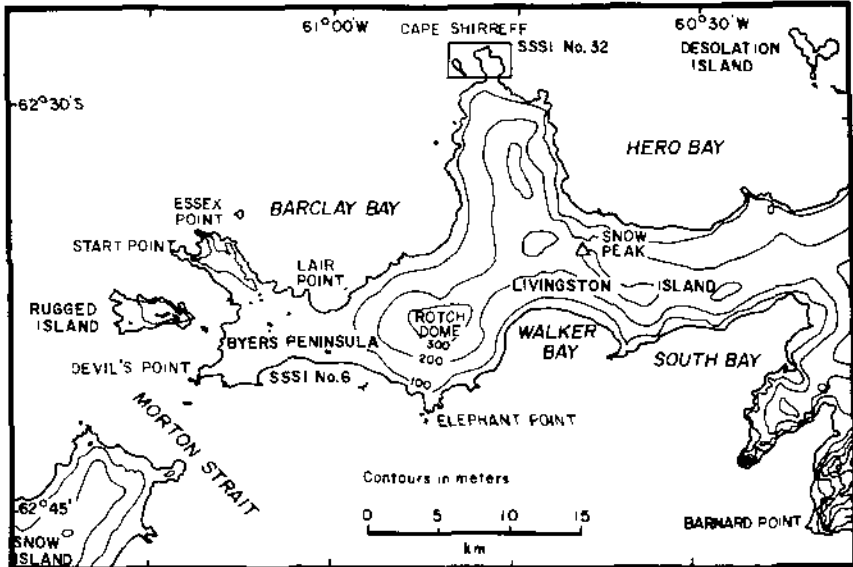 61°00'W
CAPE SHIRREFF
60°30'W
SSSI No. 32
DESOLATION
ISLAND
62°30'S
HERO BAY
ESSEX
POINT
BARCLAY BAY
START POINT
SNOW
PEAK
LAIR
POINT
LIVINGSTON ISLAND
RUGGED
ISLAND
ROTCH
DOME
300
BYERS PENINSULA
WALKER
BAY
200
SOUTH BAY
DEVIL'S POINT
SSSI No.6
100
MORTON STRAIT
ELEPHANT POINT
Contours in meters
62°45'
0 5 10 15
km
BARNARD POINT
SNOW
ISLAND